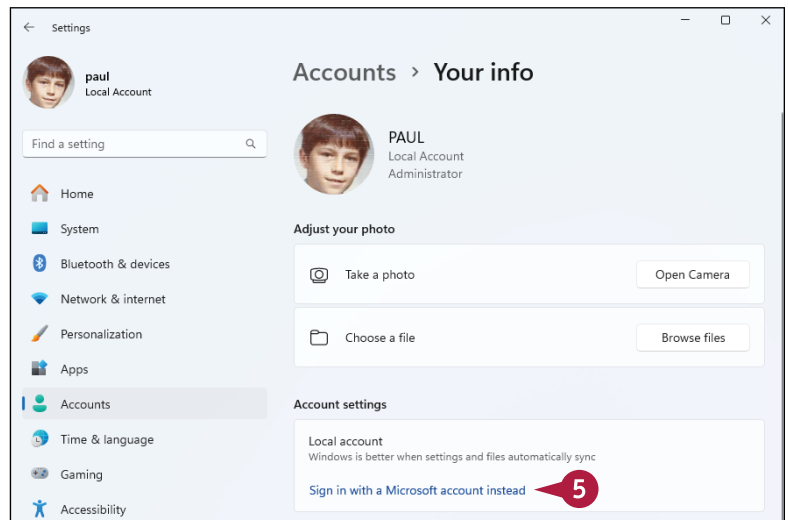 Settings
paul
Local Account
Find a setting
Home
System
Bluetooth & devices
Network & internet
Personalization
Apps
Accounts
Time & language
Gaming
Accessibility
Accounts > Your info
PAUL
Local Account
Administrator
Adjust your photo
Take a photo
Open Camera
Choose a file
Browse files
Account settings
Local account
Windows is better when settings and files automatically sync
Sign in with a Microsoft account instead
5